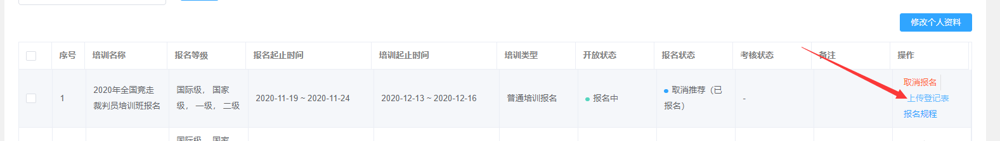 修改个人资料
序号 培训名称 报名等级 报名起止时间 培训起止时间 培训类型 开放状态 报名状态 考核状态 备注 操作
1
2020年全国竞走
裁判员培训班报名
国际级， 国家
级， 一级， 二级
2020-11-19 ~ 2020-11-24
2020-12-13 ~ 2020-12-16
普通培训报名
报名中
取消推荐（已
报名）
-
取消报名
上传登记表
报名规程
国际级， 国家